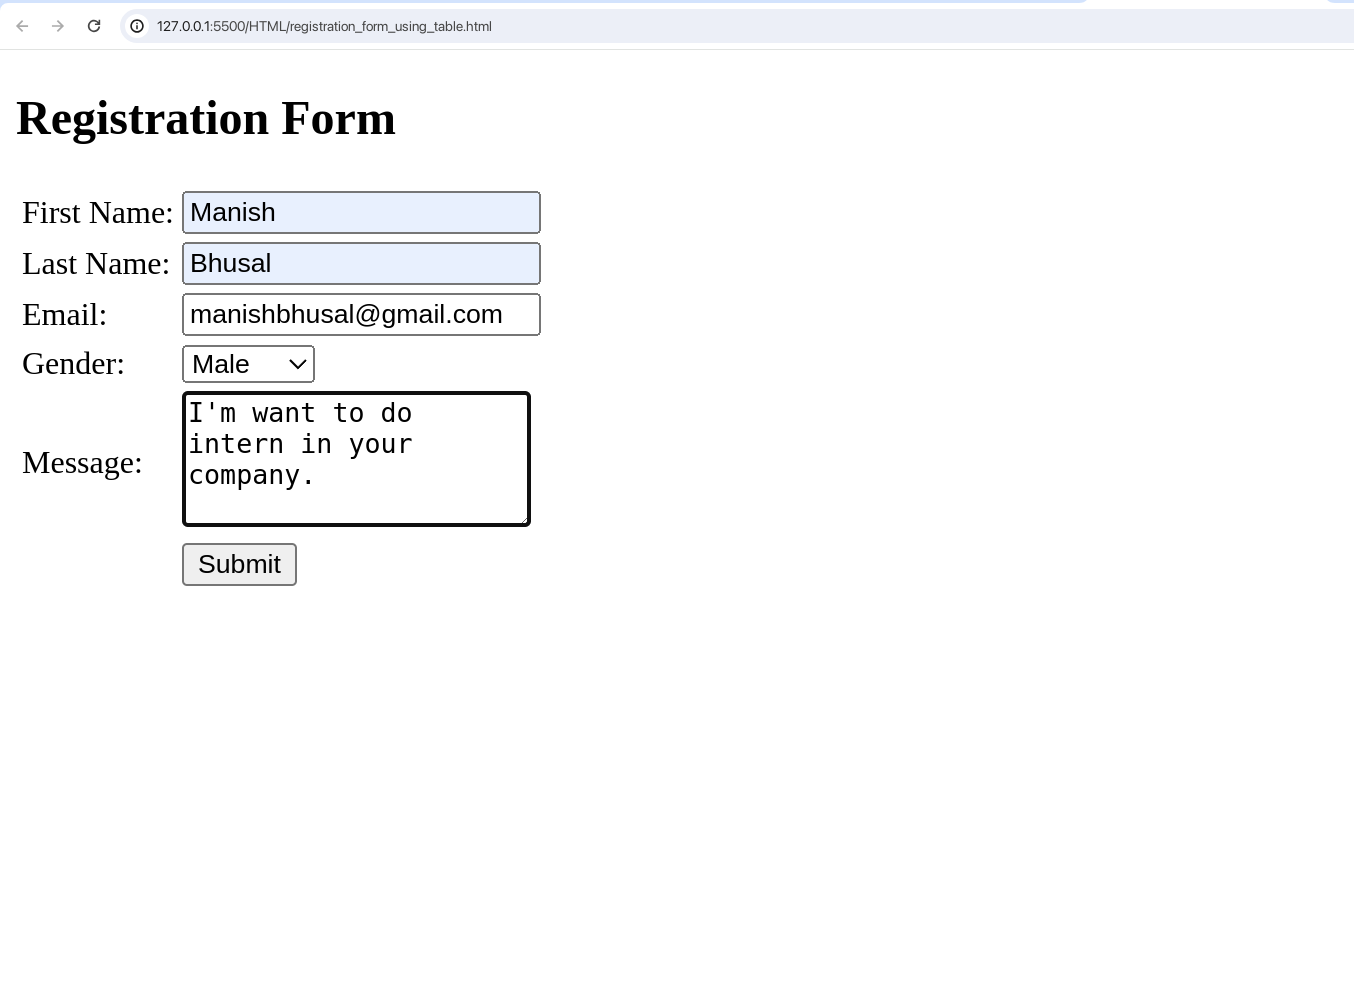 127.0.0.1:5500/HTML/registration_form_using_table.html
Registration Form
First Name: Manish
Last Name: Bhusal
Email: manishbhusal@gmail.com
Gender: Male
Message: I'm want to do
intern in your
company.
Submit